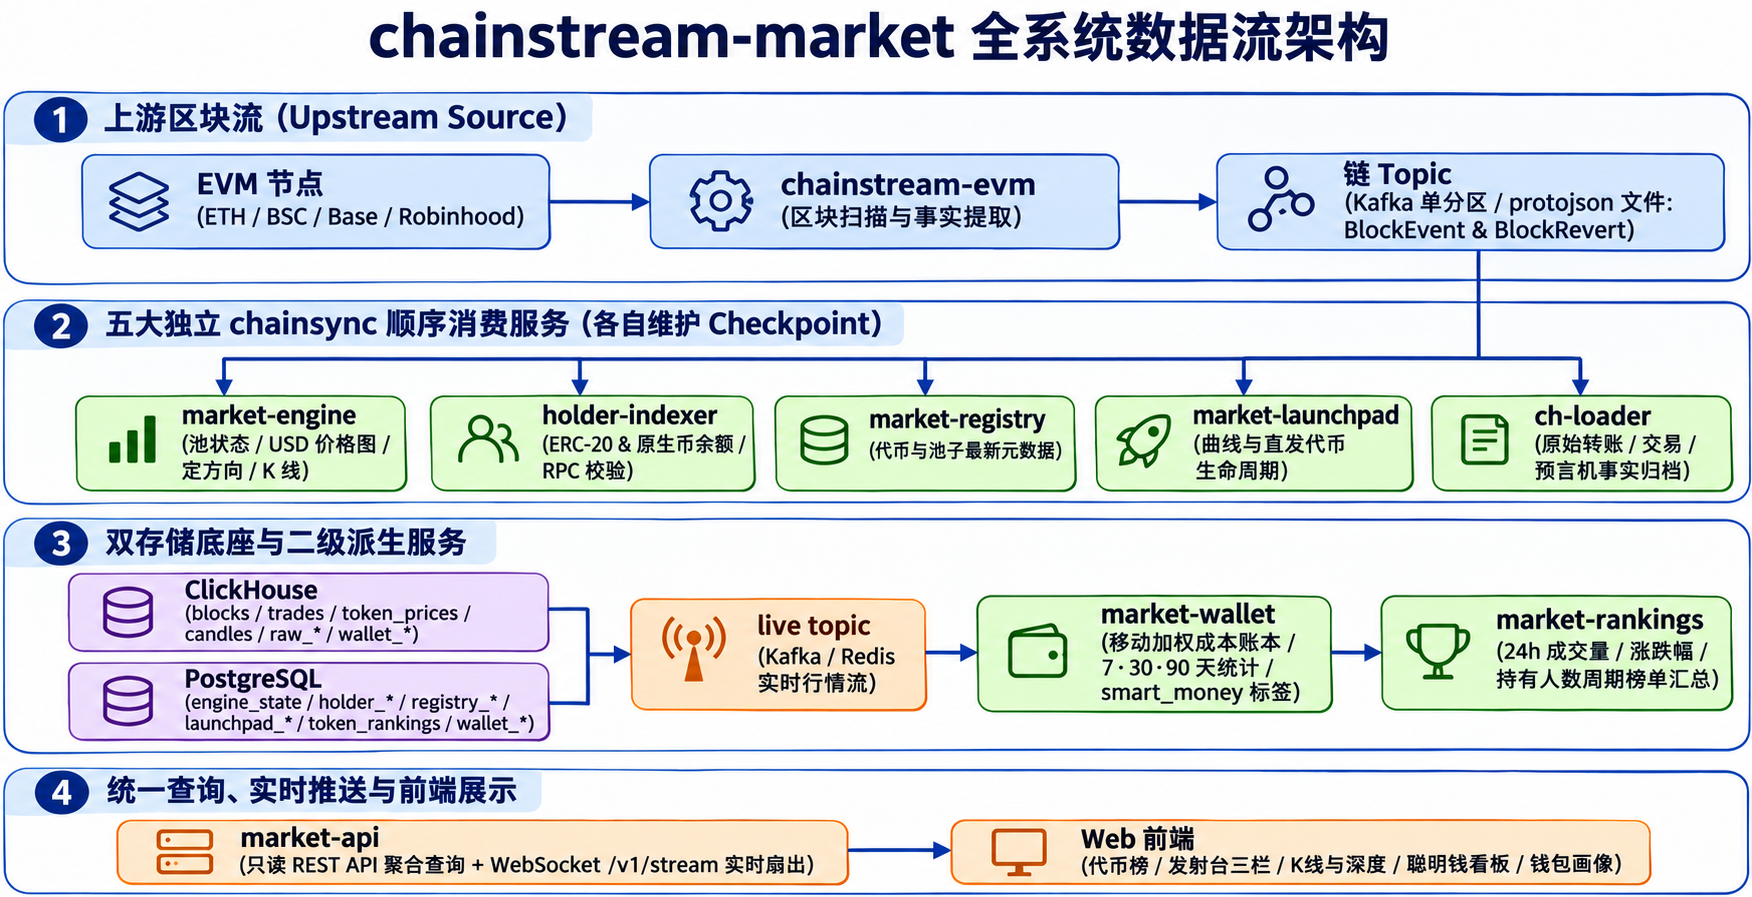 chainstream-market 全系统数据流架构
1 上游区块流（Upstream Source）
EVM 节点
(ETH / BSC / Base / Robinhood)
chainstream-evm
(区块扫描与事实提取)
链 Topic
(Kafka 单分区 / protojson 文件:
BlockEvent & BlockRevert)
2 五大独立 chainsync 顺序消费服务（各自维护 Checkpoint）
market-engine
(池状态 / USD 价格图 /
定方向 / K 线)
holder-indexer
(ERC-20 & 原生币余额 /
RPC 校验)
market-registry
(代币与池子最新元数据)
market-launchpad
(曲线与直发代币
生命周期)
ch-loader
(原始转账 / 交易 /
预言机事实归档)
3 双存储底座与二级派生服务
ClickHouse
(blocks / trades / token_prices /
candles / raw_* / wallet_*)
PostgreSQL
(engine_state / holder_* / registry_* /
launchpad_* / token_rankings / wallet_*)
live topic
(Kafka / Redis
实时行情流)
market-wallet
(移动加权成本账本 /
7·30·90 天统计 /
smart_money 标签)
market-rankings
(24h 成交量 / 涨跌幅 /
持有人数周期榜单汇总)
4 统一查询、实时推送与前端展示
market-api
(只读 REST API 聚合查询 + WebSocket /v1/stream 实时扇出)
Web 前端
(代币榜 / 发射台三栏 / K线与深度 / 聪明钱看板 / 钱包画像)